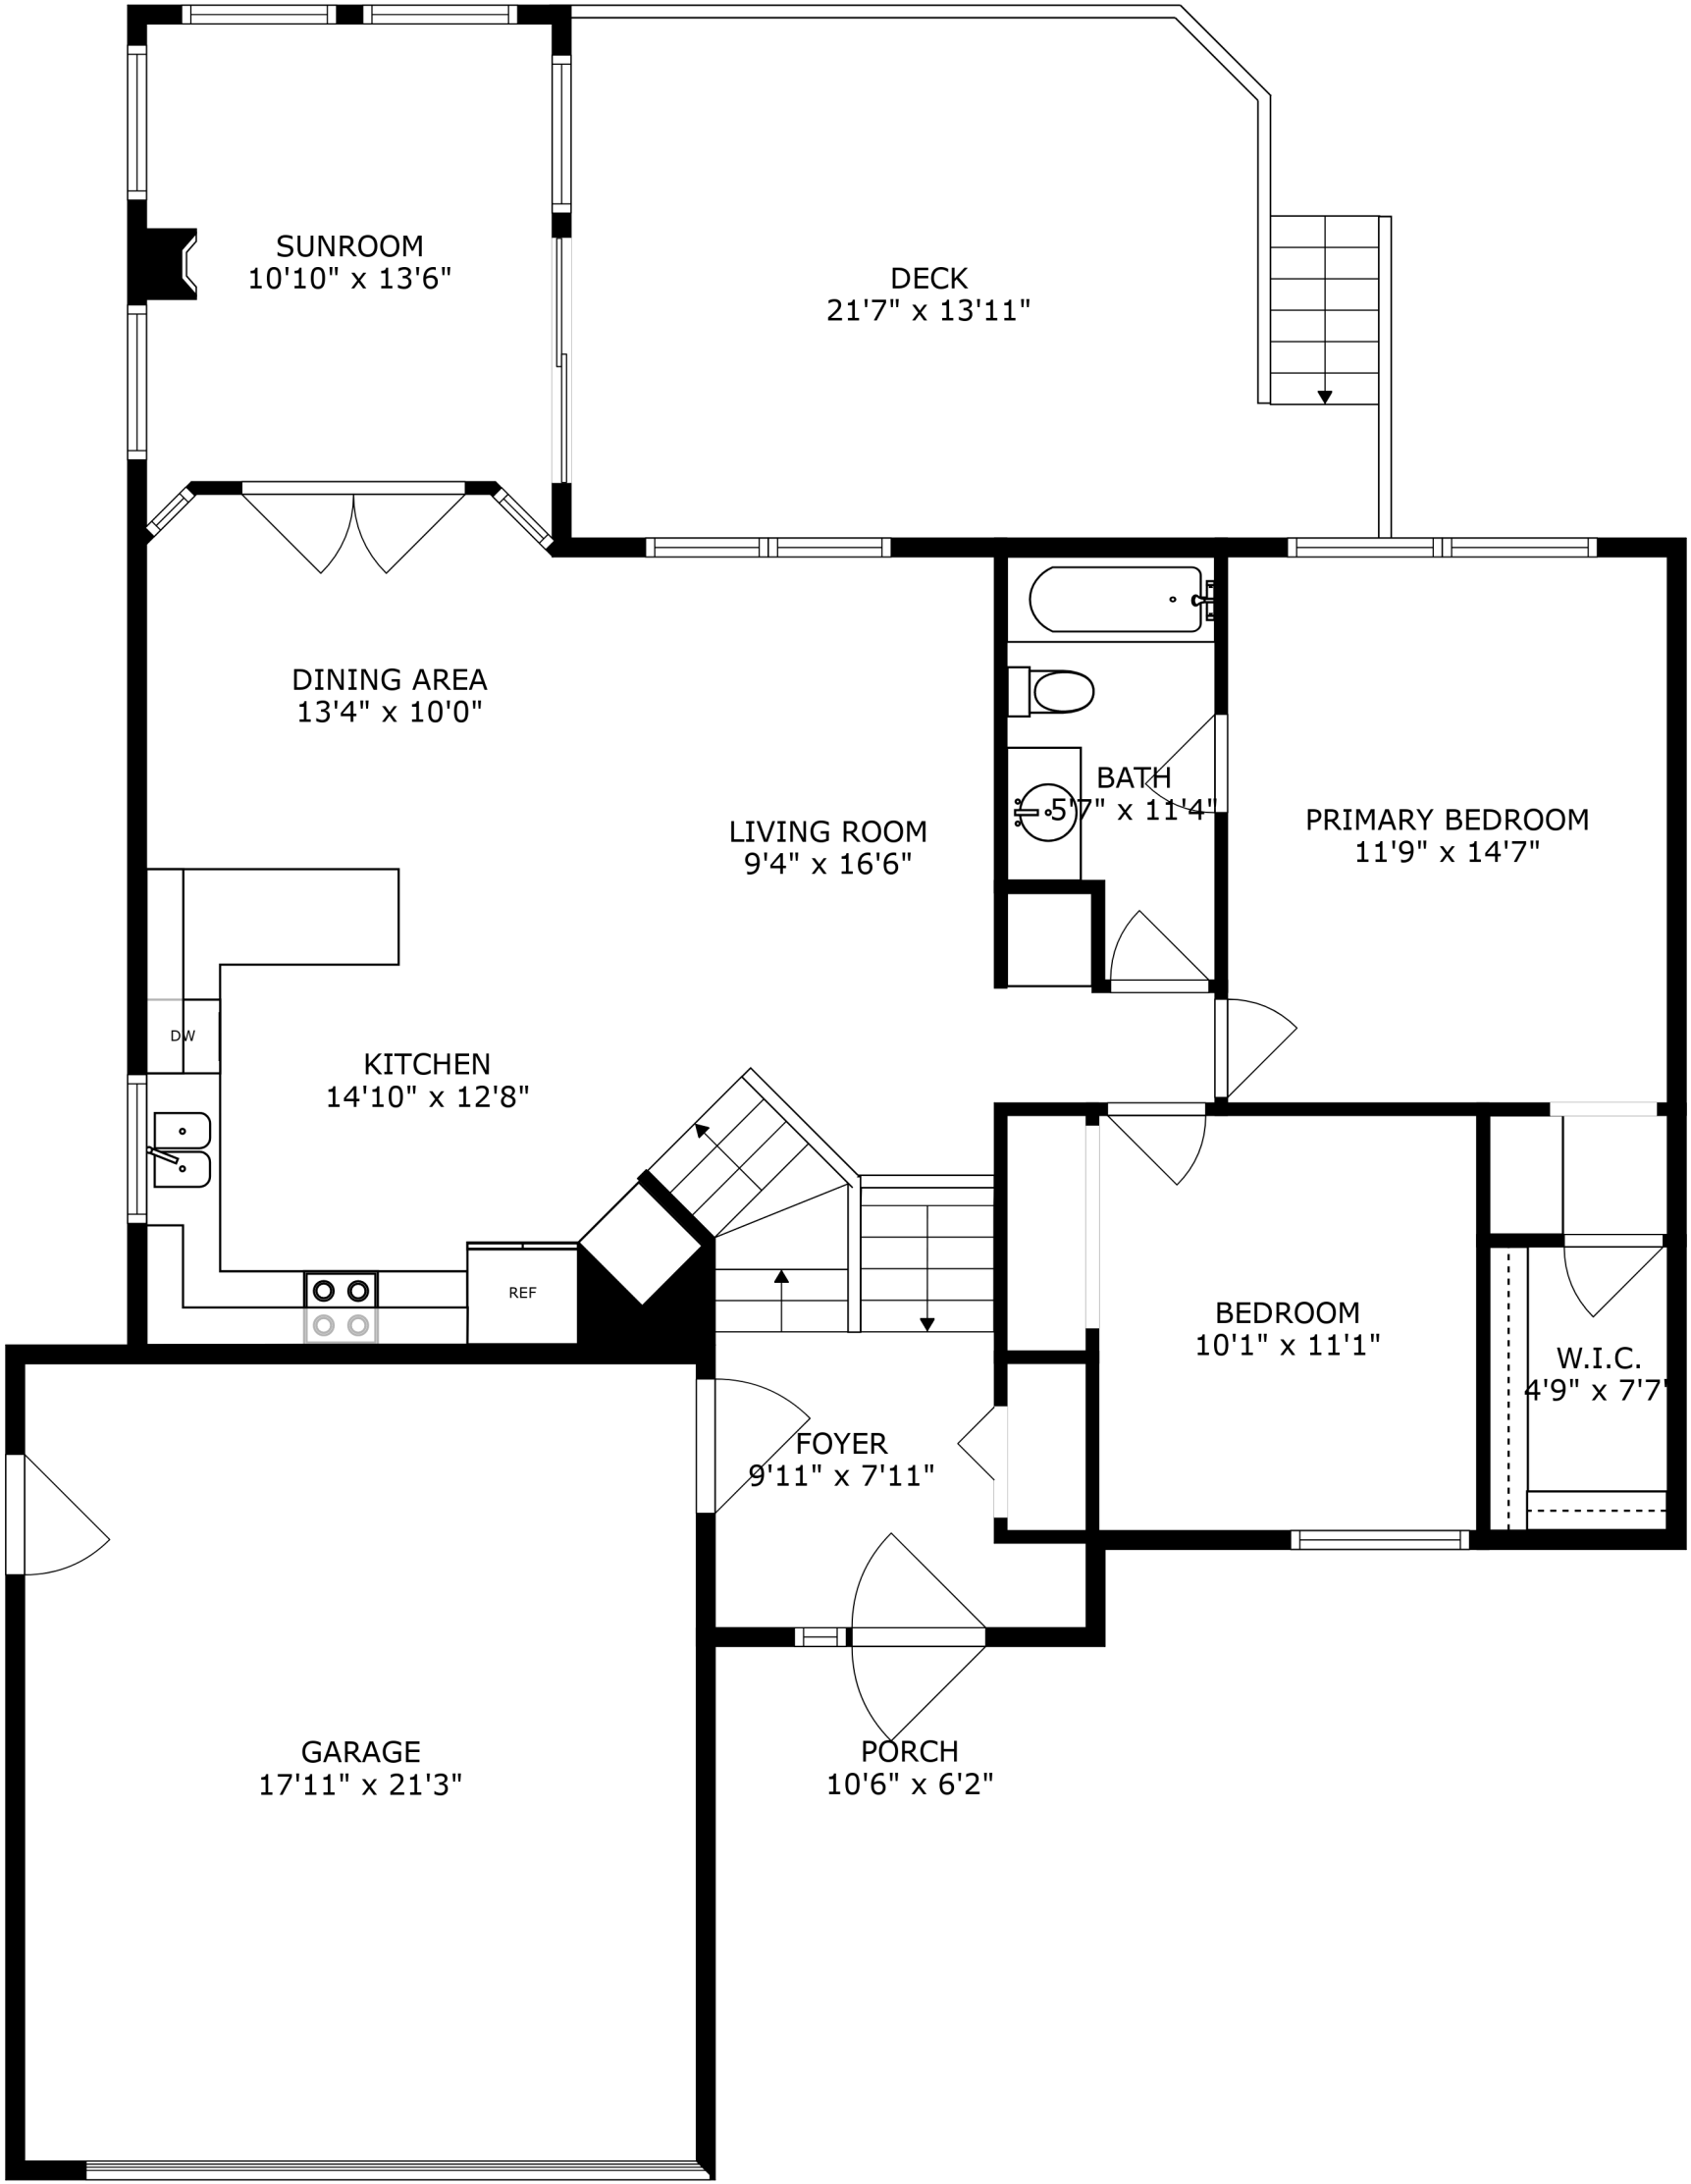 SUNROOM
10'10" x 13'6"
DECK
21'7" x 13'11"
DINING AREA
13'4" x 10'0"
BATH
5'7" x 11'4"
LIVING ROOM
9'4" x 16'6"
PRIMARY BEDROOM
11'9" x 14'7"
DW
KITCHEN
14'10" x 12'8"
REF
BEDROOM
10'1" x 11'1"
W.I.C.
4'9" x 7'7"
FOYER
9'11" x 7'11"
GARAGE
17'11" x 21'3"
PORCH
10'6" x 6'2"